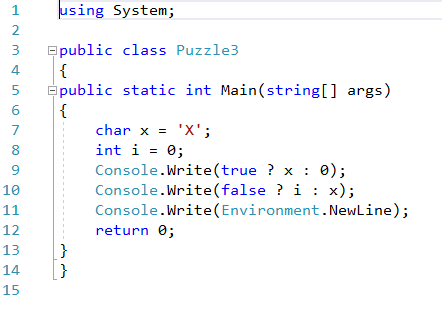 1 using System;
2
3 public class Puzzle3
4 {
5 public static int Main(string[] args)
6 {
7 char x = 'X';
8 int i = 0;
9 Console.Write(true ? x : 0);
10 Console.Write(false ? i : x);
11 Console.Write(Environment.NewLine);
12 return 0;
13 }
14 }
15